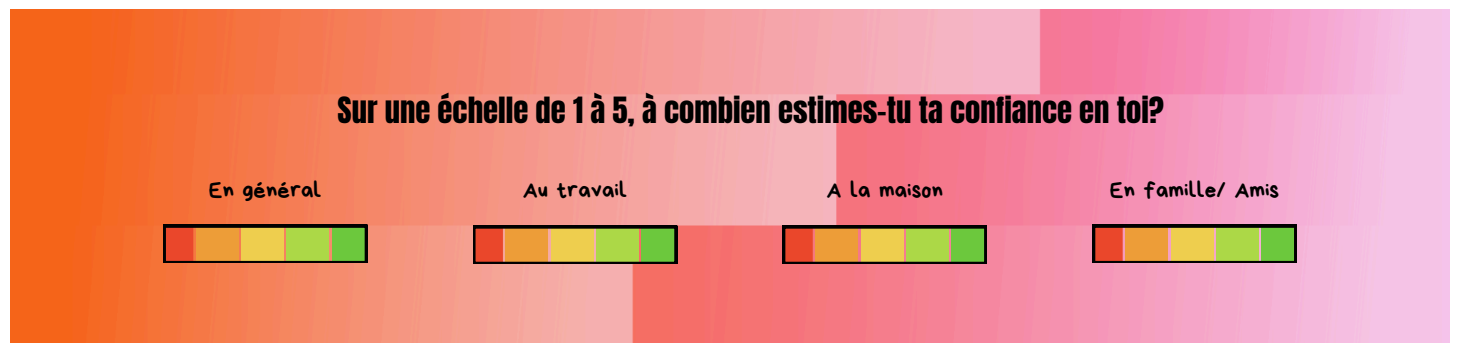 Sur une échelle de 1 à 5, à combien estimes-tu ta confiance en toi?
En général
Au travail
A la maison
En famille/ Amis